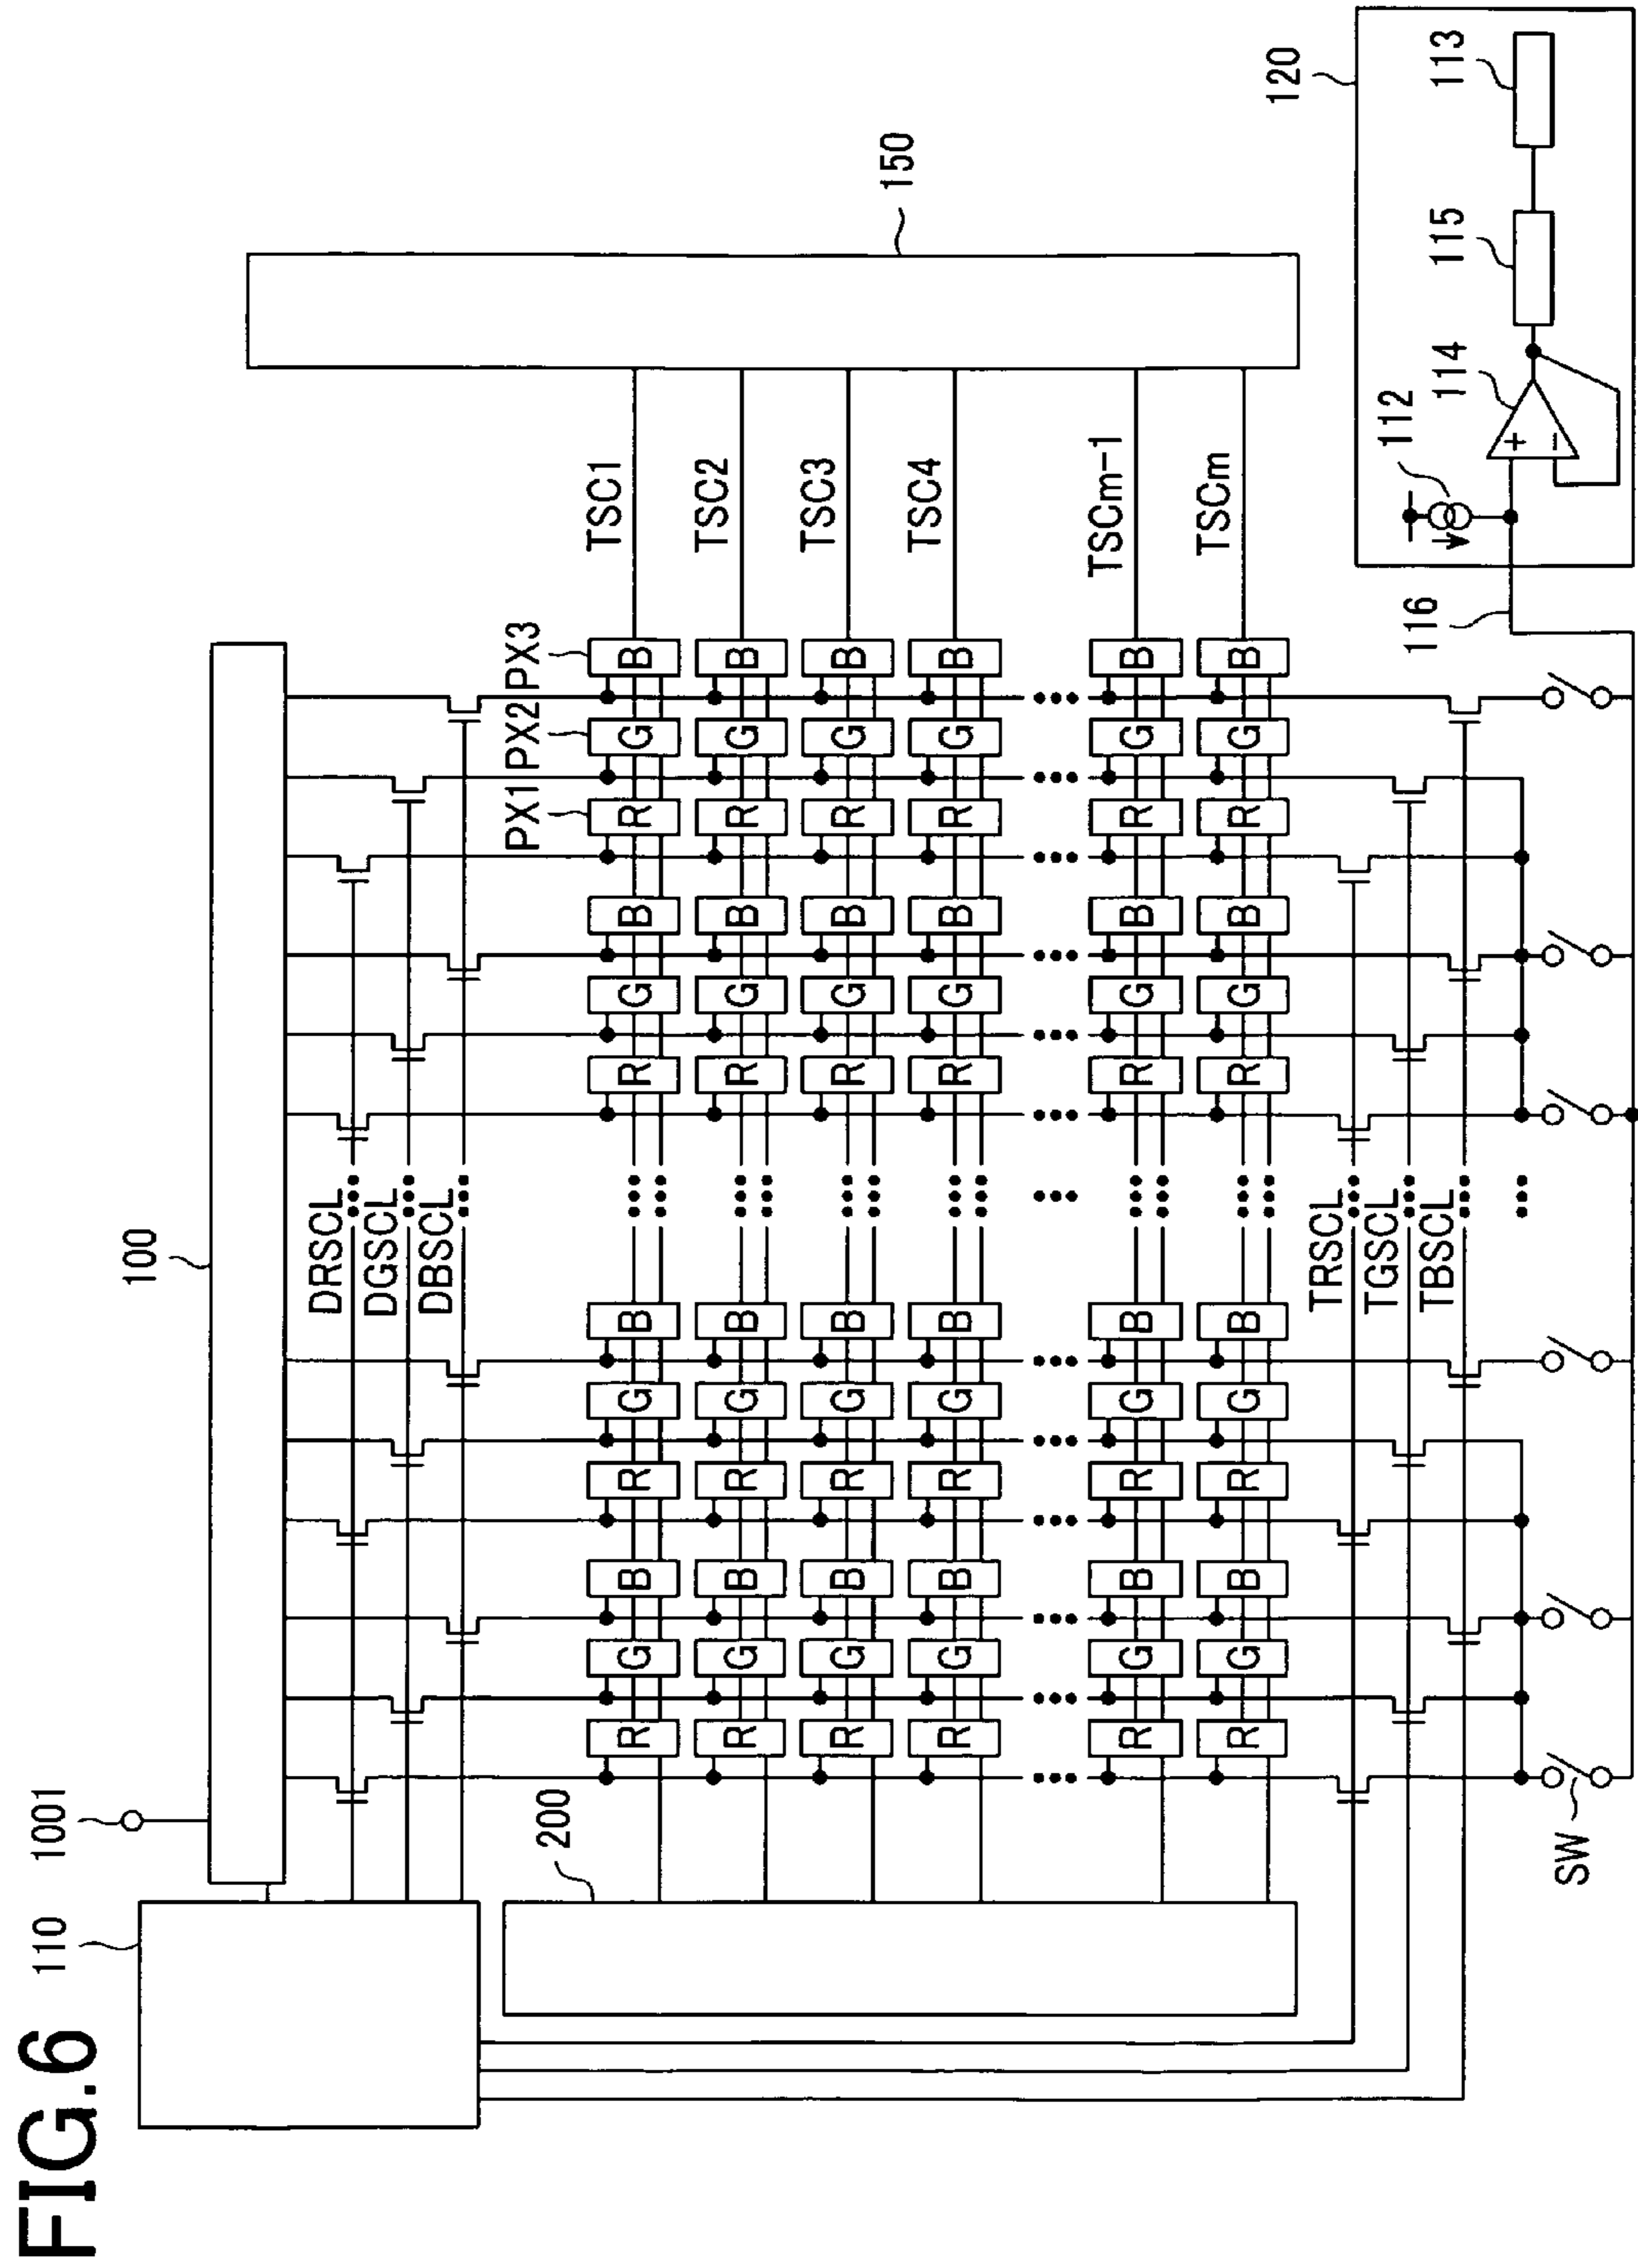 FIG.6
110
1001
100
DRSCL
DGSCL
DBSCL
200
PX1
PX2
PX3
R G B R G B R G B R G B TSC1
R G B R G B R G B R G B TSC2
R G B R G B R G B R G B TSC3
R G B R G B R G B R G B TSC4
R G B R G B R G B R G B TSCm-1
R G B R G B R G B R G B TSCm
150
TRSCL
TGSCL
TBSCL
SW
116
120
112
114
115
113
+
−